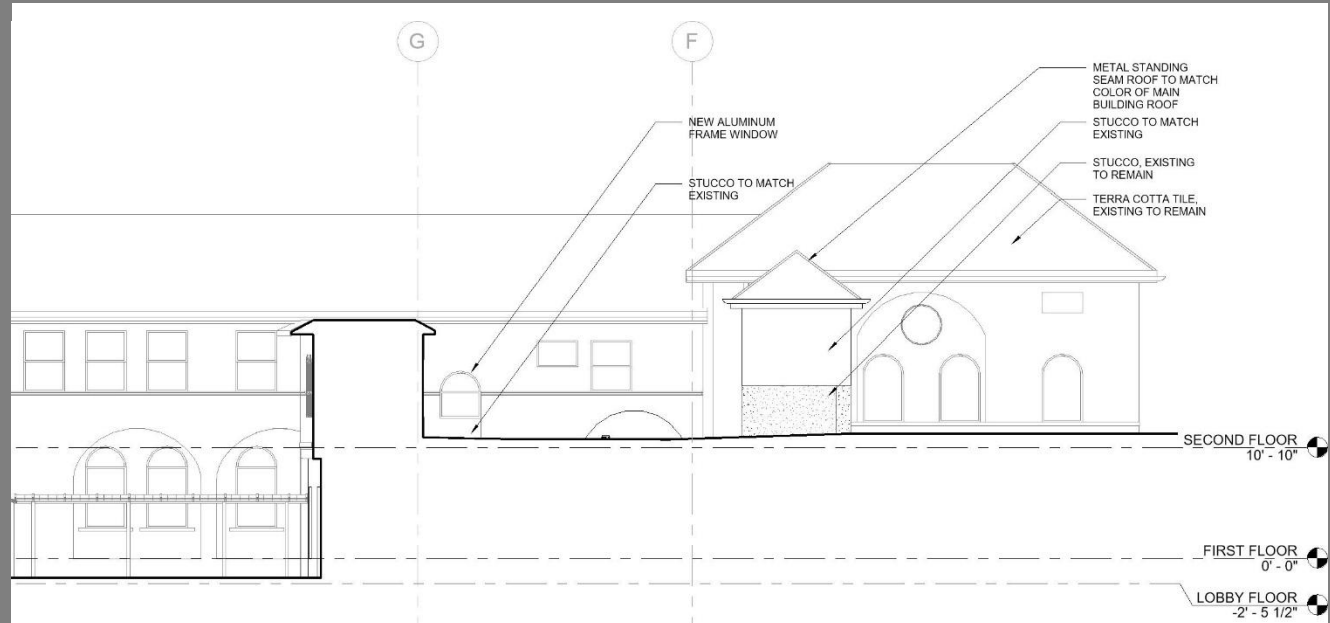 G
F
METAL STANDING
SEAM ROOF TO MATCH
COLOR OF MAIN
BUILDING ROOF
NEW ALUMINUM
FRAME WINDOW
STUCCO TO MATCH
EXISTING
STUCCO, EXISTING
TO REMAIN
STUCCO TO MATCH
EXISTING
TERRA COTTA TILE,
EXISTING TO REMAIN
SECOND FLOOR
10' - 10"
FIRST FLOOR
0' - 0"
LOBBY FLOOR
-2' - 5 1/2"